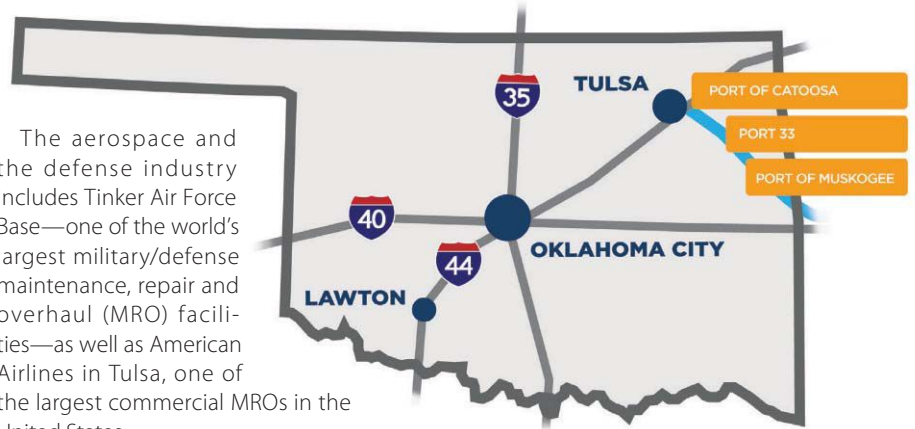 35
TULSA
PORT OF CATOOSA
PORT 33
PORT OF MUSKOGEE
40
OKLAHOMA CITY
44
LAWTON
The aerospace and
the defense industry
includes Tinker Air Force
Base—one of the world's
largest military/defense
maintenance, repair and
overhaul (MRO) facili-
ties—as well as American
Airlines in Tulsa, one of
the largest commercial MROs in the
United States.